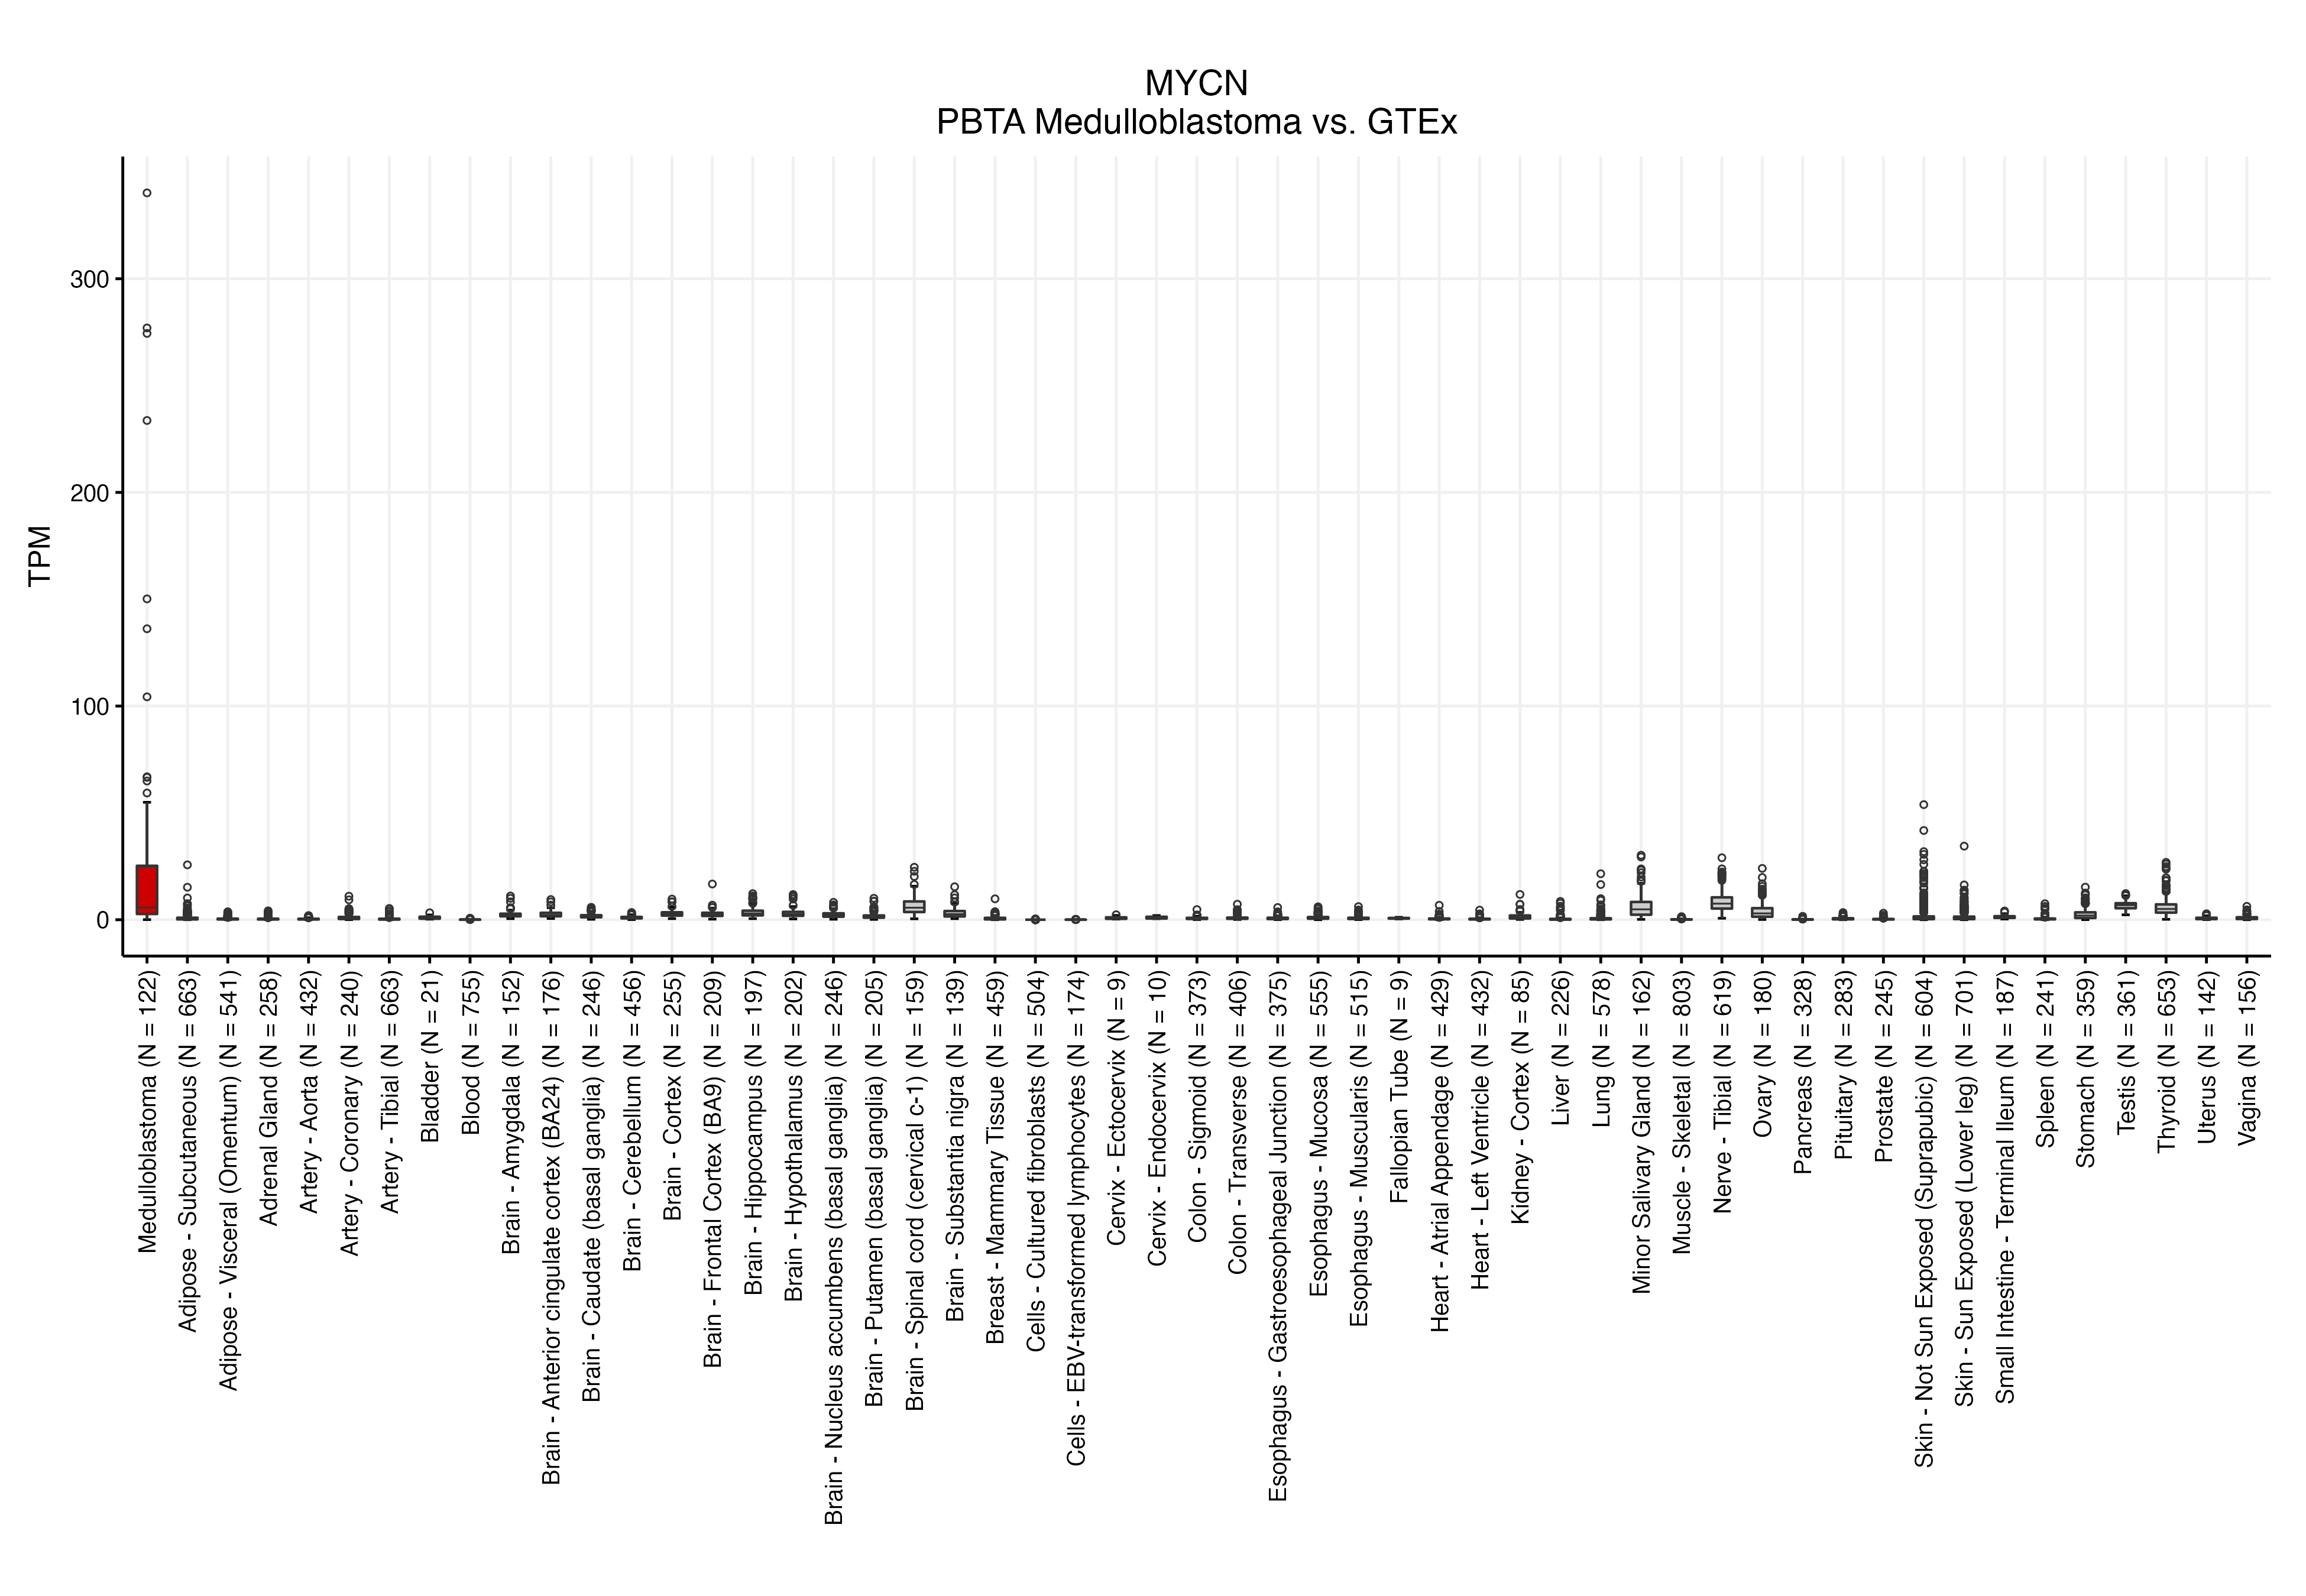 MYCN
PBTA Medulloblastoma vs. GTEx
TPM
300
200
100
0
Medulloblastoma (N = 122)
Adipose - Subcutaneous (N = 663)
Adipose - Visceral (Omentum) (N = 541)
Adrenal Gland (N = 258)
Artery - Aorta (N = 432)
Artery - Coronary (N = 240)
Artery - Tibial (N = 663)
Bladder (N = 21)
Blood (N = 755)
Brain - Amygdala (N = 152)
Brain - Anterior cingulate cortex (BA24) (N = 176)
Brain - Caudate (basal ganglia) (N = 246)
Brain - Cerebellum (N = 456)
Brain - Cortex (N = 255)
Brain - Frontal Cortex (BA9) (N = 209)
Brain - Hippocampus (N = 197)
Brain - Hypothalamus (N = 202)
Brain - Nucleus accumbens (basal ganglia) (N = 246)
Brain - Putamen (basal ganglia) (N = 205)
Brain - Spinal cord (cervical c-1) (N = 159)
Brain - Substantia nigra (N = 139)
Breast - Mammary Tissue (N = 459)
Cells - Cultured fibroblasts (N = 504)
Cells - EBV-transformed lymphocytes (N = 174)
Cervix - Ectocervix (N = 9)
Cervix - Endocervix (N = 10)
Colon - Sigmoid (N = 373)
Colon - Transverse (N = 406)
Esophagus - Gastroesophageal Junction (N = 375)
Esophagus - Mucosa (N = 555)
Esophagus - Muscularis (N = 515)
Fallopian Tube (N = 9)
Heart - Atrial Appendage (N = 429)
Heart - Left Ventricle (N = 432)
Kidney - Cortex (N = 85)
Liver (N = 226)
Lung (N = 578)
Minor Salivary Gland (N = 162)
Muscle - Skeletal (N = 803)
Nerve - Tibial (N = 619)
Ovary (N = 180)
Pancreas (N = 328)
Pituitary (N = 283)
Prostate (N = 245)
Skin - Not Sun Exposed (Suprapubic) (N = 604)
Skin - Sun Exposed (Lower leg) (N = 701)
Small Intestine - Terminal Ileum (N = 187)
Spleen (N = 241)
Stomach (N = 359)
Testis (N = 361)
Thyroid (N = 653)
Uterus (N = 142)
Vagina (N = 156)